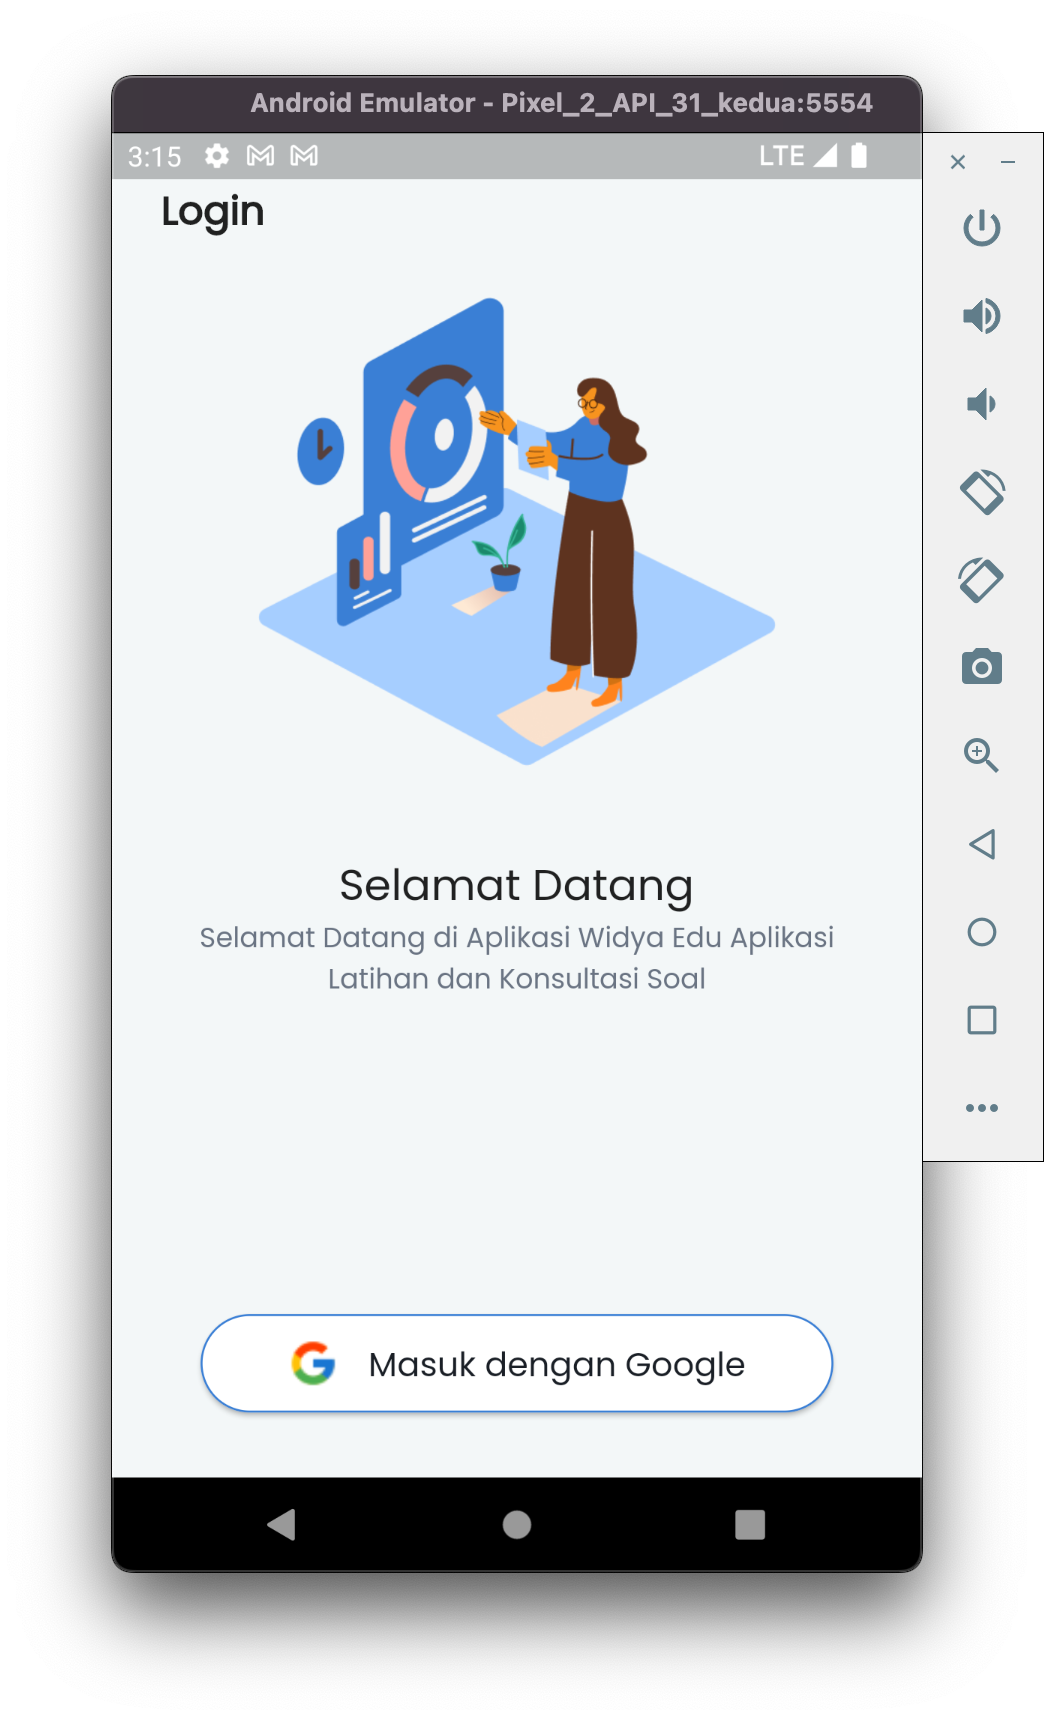 Android Emulator - Pixel_2_API_31_kedua:5554
3:15 LTE
Login
Selamat Datang
Selamat Datang di Aplikasi Widya Edu Aplikasi
Latihan dan Konsultasi Soal
Masuk dengan Google